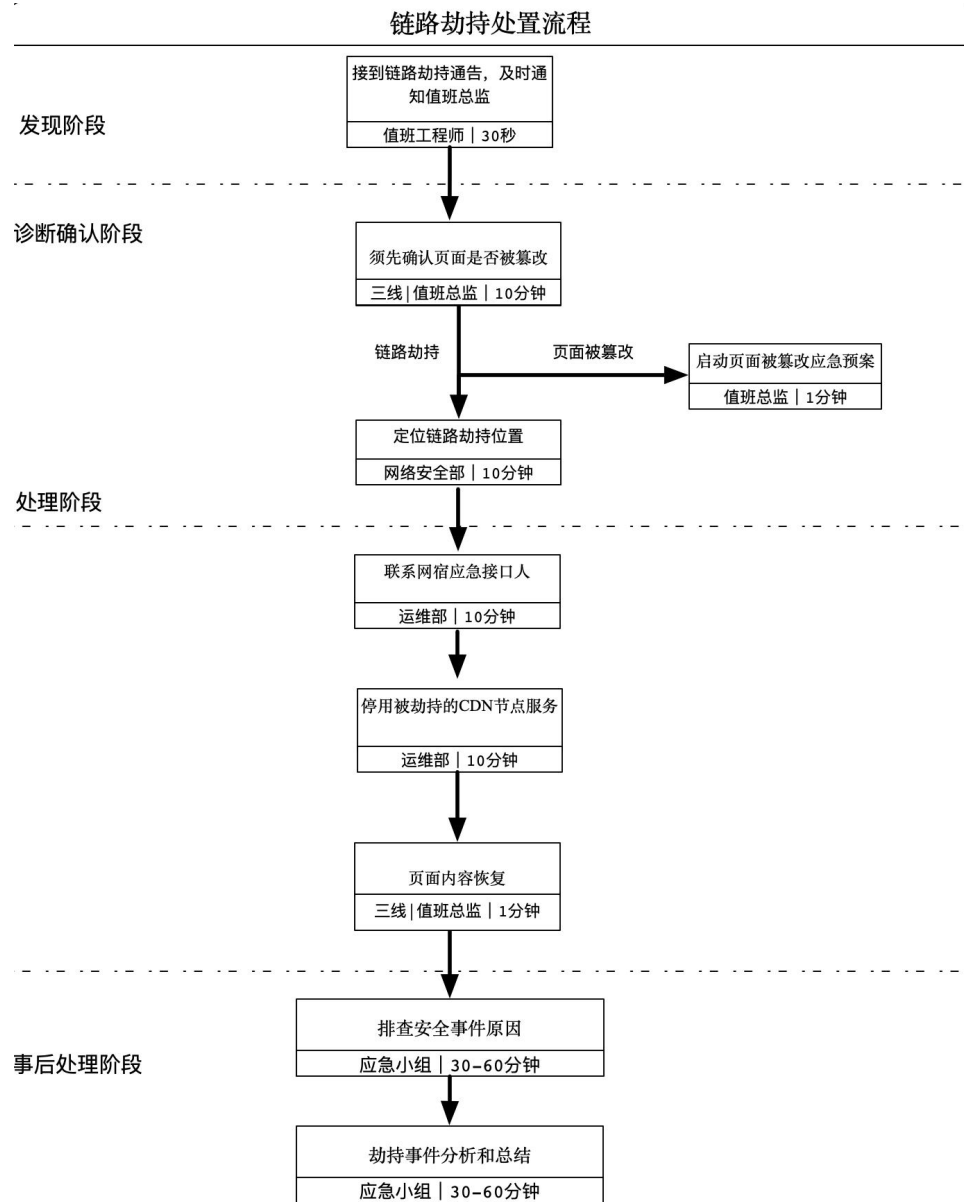 链路劫持处置流程
接到链路劫持通告，及时通
知值班总监
发现阶段
值班工程师｜30秒
诊断确认阶段
须先确认页面是否被篡改
三线|值班总监｜10分钟
链路劫持
页面被篡改
启动页面被篡改应急预案
值班总监｜1分钟
定位链路劫持位置
网络安全部｜10分钟
处理阶段
联系网宿应急接口人
运维部｜10分钟
停用被劫持的CDN节点服务
运维部｜10分钟
页面内容恢复
三线|值班总监｜1分钟
排查安全事件原因
事后处理阶段
应急小组｜30-60分钟
劫持事件分析和总结
应急小组｜30-60分钟